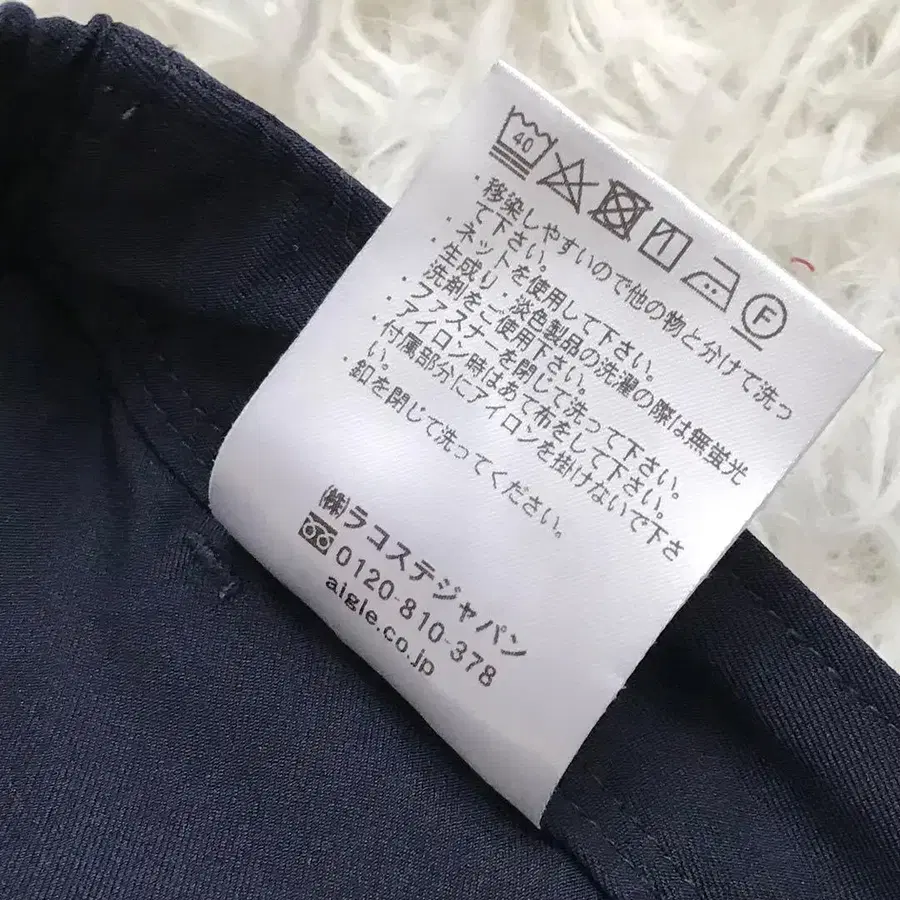 40
F
・移染しやすいので他の物と分けて洗っ
て下さい。
・ネットを使用して下さい。
・生成り・淡色製品の洗濯の際は無蛍光
洗剤をご使用下さい。
・ファスナーを閉じて洗って下さい。
・アイロン時はあて布をして下さい。
・付属部分にアイロンを掛けないで下さ
い。
・釦を閉じて洗ってください。
(株)ラコステジャパン
0120-810-378
aigle.co.jp